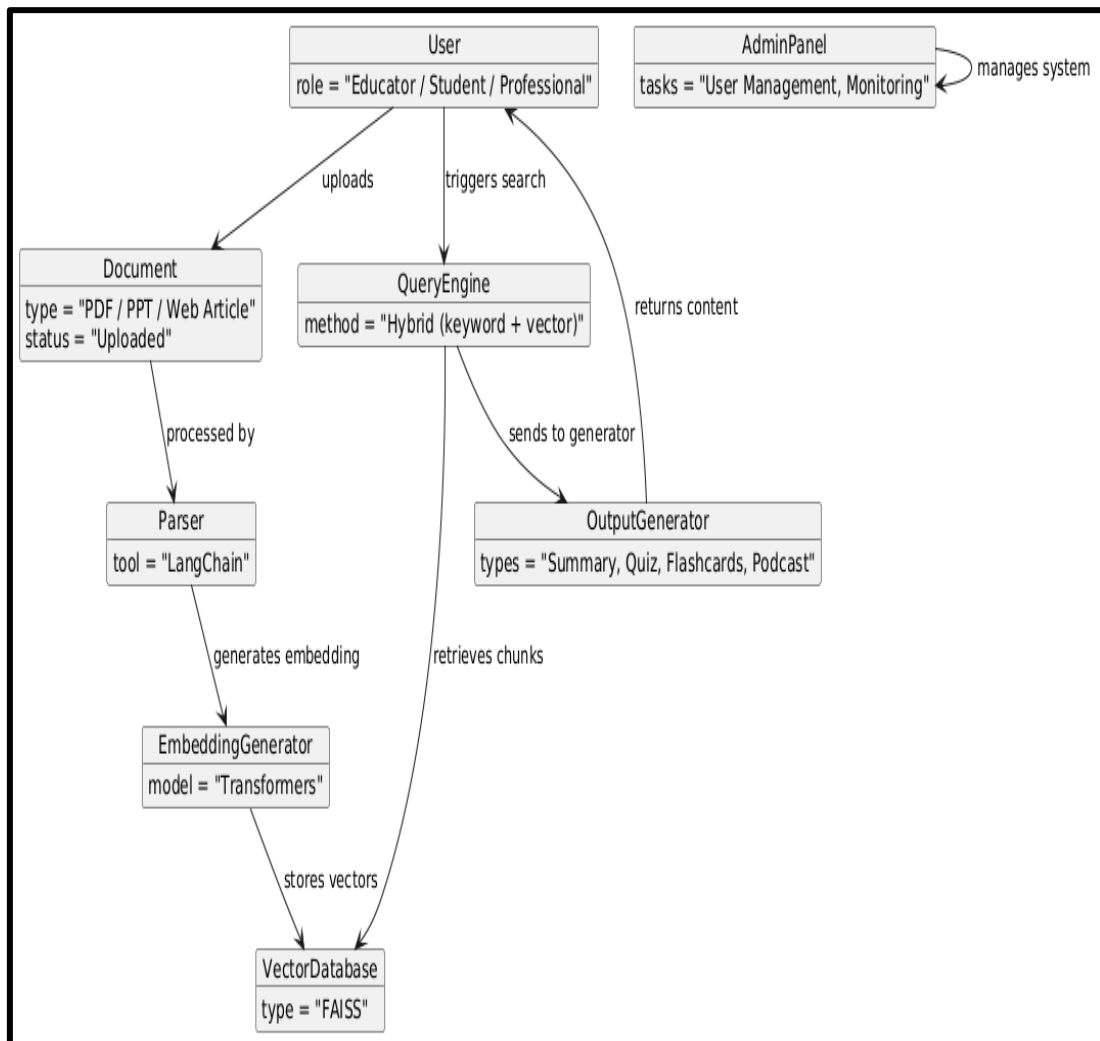 User
role = "Educator / Student / Professional"
AdminPanel
tasks = "User Management, Monitoring"
manages system
uploads
triggers search
Document
type = "PDF / PPT / Web Article"
status = "Uploaded"
QueryEngine
method = "Hybrid (keyword + vector)"
returns content
processed by
sends to generator
Parser
tool = "LangChain"
OutputGenerator
types = "Summary, Quiz, Flashcards, Podcast"
generates embedding
retrieves chunks
EmbeddingGenerator
model = "Transformers"
stores vectors
VectorDatabase
type = "FAISS"